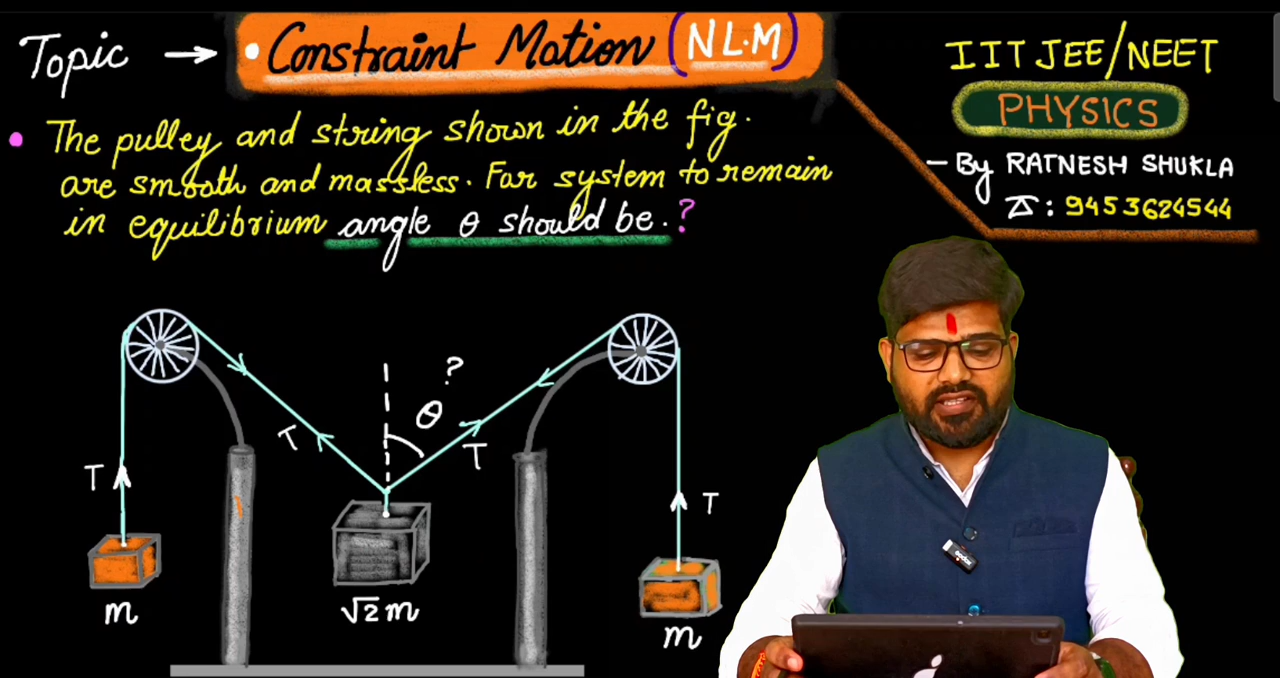 Topic → • Constraint Motion (NLM)
IIT JEE/NEET
PHYSICS
- By RATNESH SHUKLA
☎: 9453624544
• The pulley and string shown in the fig.
are smooth and massless. For system to remain
in equilibrium angle θ should be.?
?
θ
T
T
T
T
m
√2 m
m